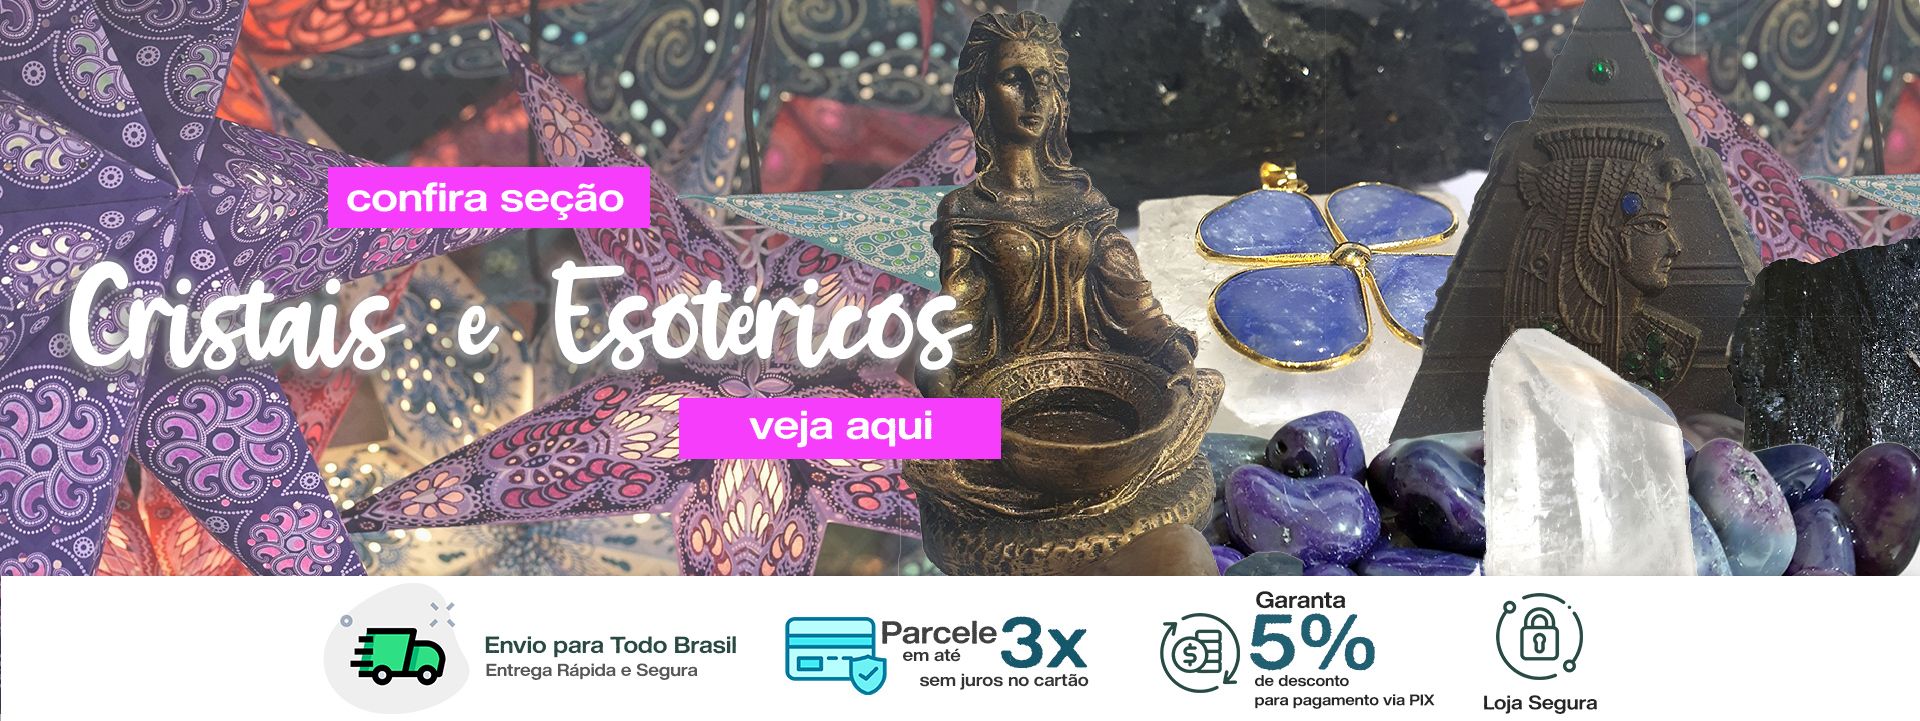 confira seção
Cristais e Esotéricos
veja aqui
Envio para Todo Brasil
Entrega Rápida e Segura
Parcele 3x
em até
sem juros no cartão
Garanta
5%
de desconto
para pagamento via PIX
Loja Segura